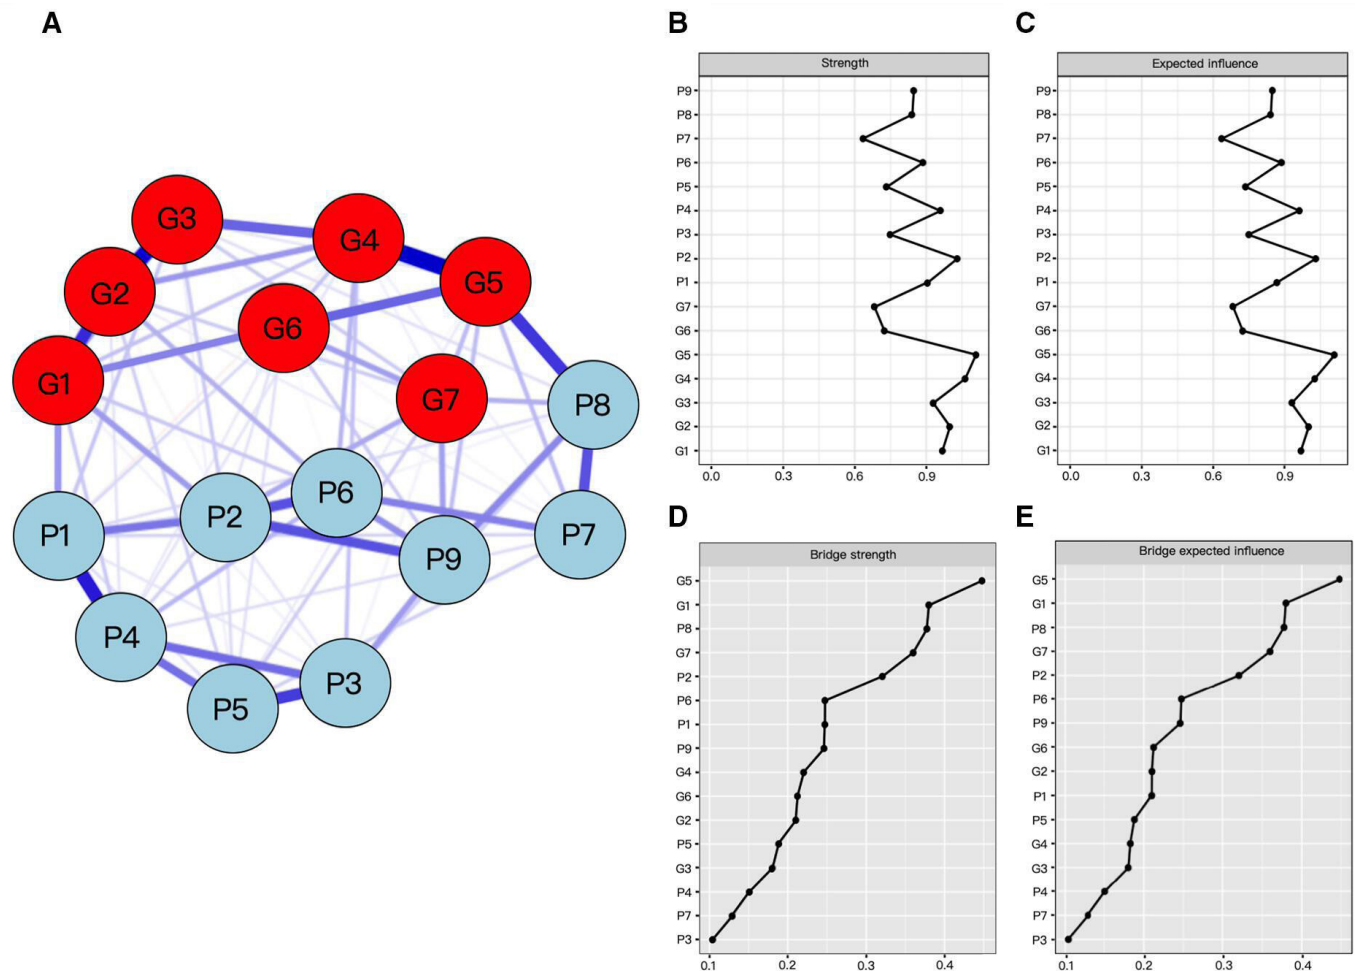 A
G3
G4
G2
G5
G6
G1
G7
P8
P6
P2
P1
P7
P9
P4
P3
P5
B
Strength
P9
P8
P7
P6
P5
P4
P3
P2
P1
G7
G6
G5
G4
G3
G2
G1
0.0 0.3 0.6 0.9
C
Expected influence
P9
P8
P7
P6
P5
P4
P3
P2
P1
G7
G6
G5
G4
G3
G2
G1
0.0 0.3 0.6 0.9
D
Bridge strength
G5
G1
P8
G7
P2
P6
P1
P9
G4
G6
G2
P5
G3
P4
P7
P3
0.1 0.2 0.3 0.4
E
Bridge expected influence
G5
G1
P8
G7
P2
P6
P9
G6
G2
P1
P5
G4
G3
P4
P7
P3
0.1 0.2 0.3 0.4